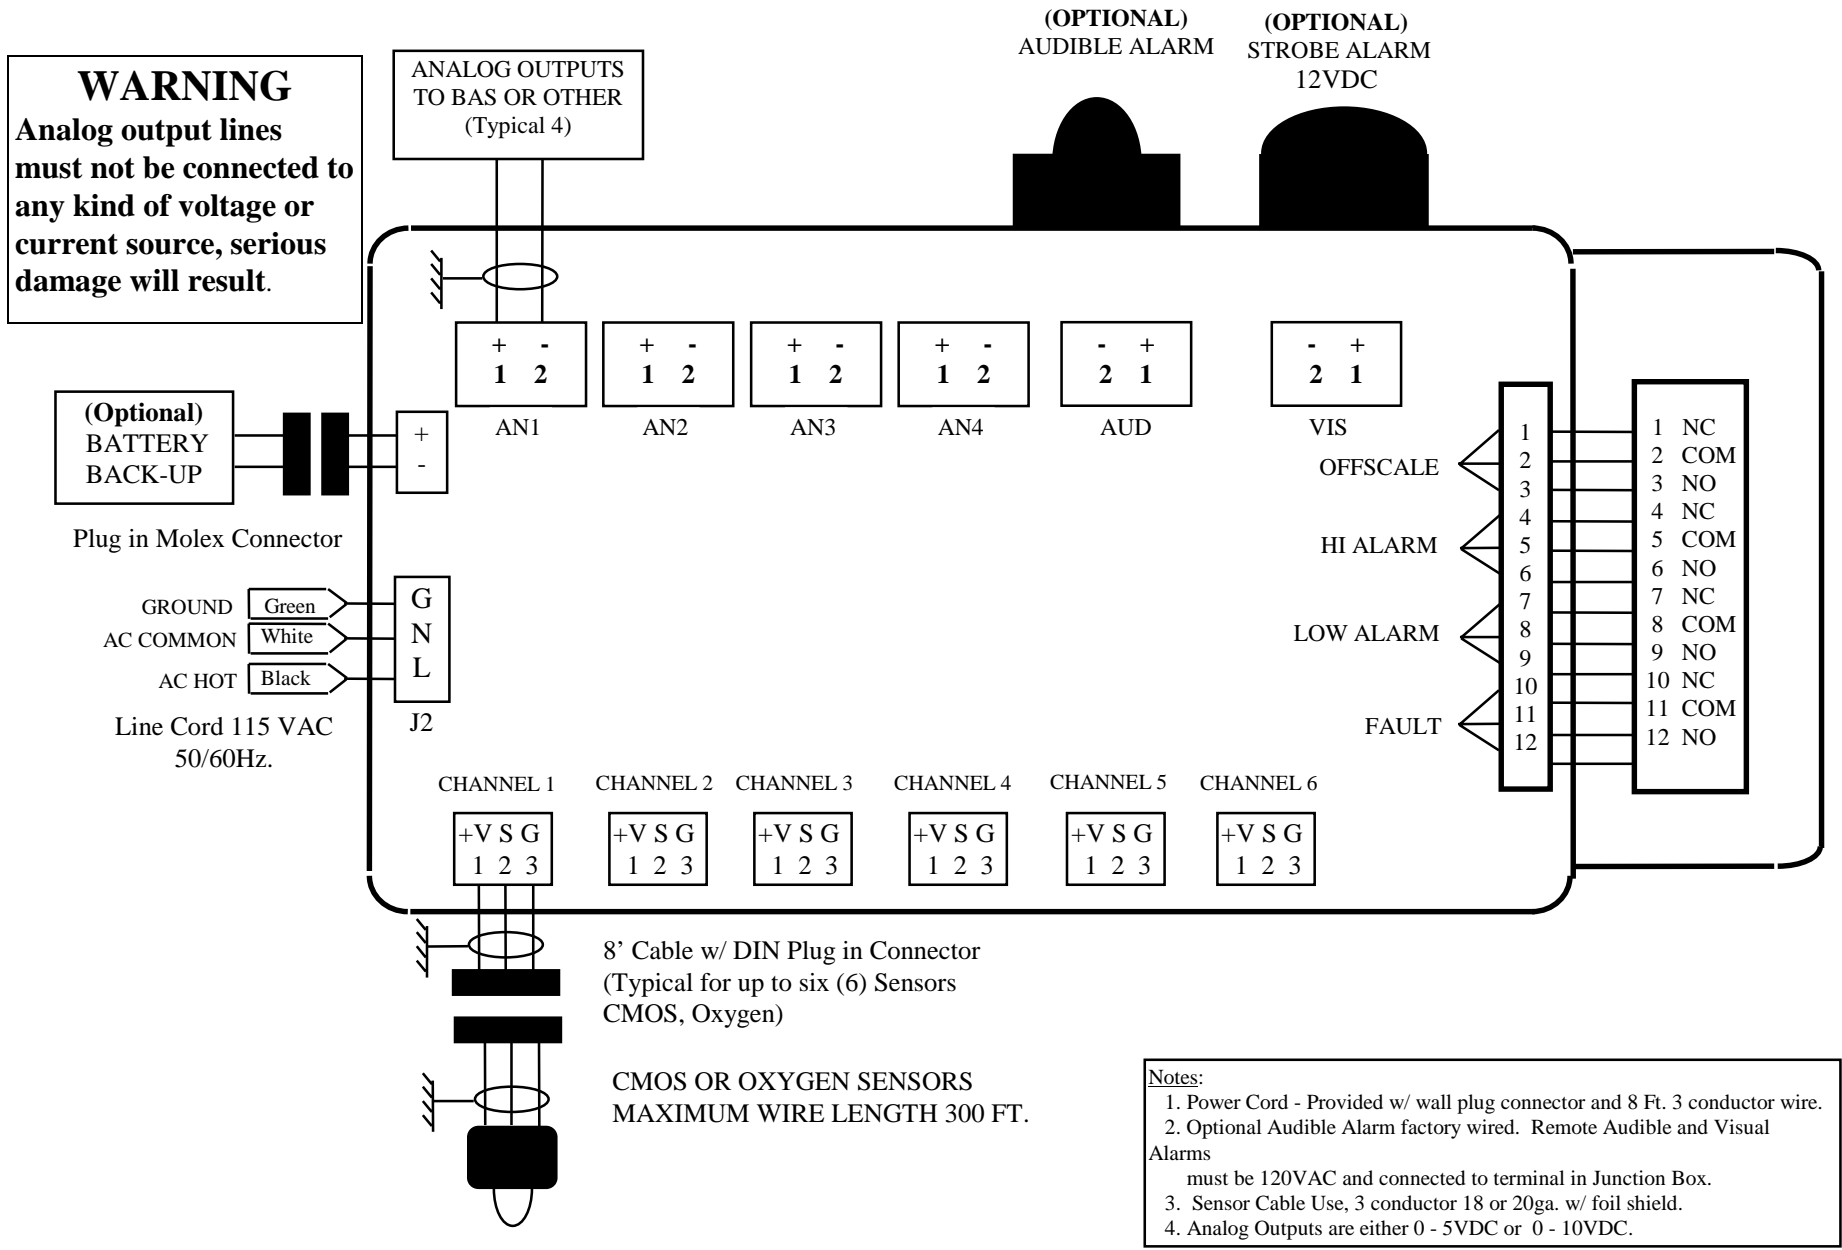 (OPTIONAL)
AUDIBLE ALARM
(OPTIONAL)
STROBE ALARM
12VDC
WARNING
Analog output lines
must not be connected to
any kind of voltage or
current source, serious
damage will result.
ANALOG OUTPUTS
TO BAS OR OTHER
(Typical 4)
+ -
1 2
AN1
+ -
1 2
AN2
+ -
1 2
AN3
+ -
1 2
AN4
- +
2 1
AUD
- +
2 1
VIS
(Optional)
BATTERY
BACK-UP
+
-
Plug in Molex Connector
GROUND Green
AC COMMON White
AC HOT Black
G
N
L
J2
Line Cord 115 VAC
50/60Hz.
OFFSCALE
HI ALARM
LOW ALARM
FAULT
1
2
3
4
5
6
7
8
9
10
11
12
1 NC
2 COM
3 NO
4 NC
5 COM
6 NO
7 NC
8 COM
9 NO
10 NC
11 COM
12 NO
CHANNEL 1
+V S G
1 2 3
CHANNEL 2
+V S G
1 2 3
CHANNEL 3
+V S G
1 2 3
CHANNEL 4
+V S G
1 2 3
CHANNEL 5
+V S G
1 2 3
CHANNEL 6
+V S G
1 2 3
8’ Cable w/ DIN Plug in Connector
(Typical for up to six (6) Sensors
CMOS, Oxygen)
CMOS OR OXYGEN SENSORS
MAXIMUM WIRE LENGTH 300 FT.
Notes:
1. Power Cord - Provided w/ wall plug connector and 8 Ft. 3 conductor wire.
2. Optional Audible Alarm factory wired. Remote Audible and Visual
Alarms
must be 120VAC and connected to terminal in Junction Box.
3. Sensor Cable Use, 3 conductor 18 or 20ga. w/ foil shield.
4. Analog Outputs are either 0 - 5VDC or 0 - 10VDC.